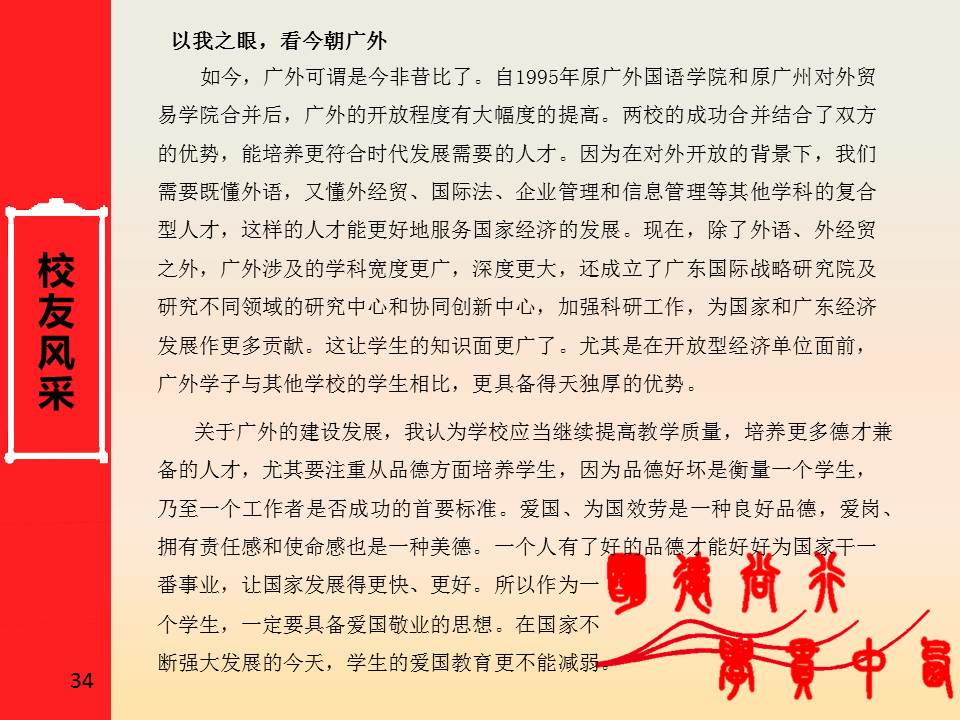 以我之眼，看今朝广外
如今，广外可谓是今非昔比了。自1995年原广外国语学院和原广州对外贸
易学院合并后，广外的开放程度有大幅度的提高。两校的成功合并结合了双方
的优势，能培养更符合时代发展需要的人才。因为在对外开放的背景下，我们
需要既懂外语，又懂外经贸、国际法、企业管理和信息管理等其他学科的复合
型人才，这样的人才能更好地服务国家经济的发展。现在，除了外语、外经贸
之外，广外涉及的学科宽度更广，深度更大，还成立了广东国际战略研究院及
研究不同领域的研究中心和协同创新中心，加强科研工作，为国家和广东经济
发展作更多贡献。这让学生的知识面更广了。尤其是在开放型经济单位面前，
广外学子与其他学校的学生相比，更具备得天独厚的优势。
关于广外的建设发展，我认为学校应当继续提高教学质量，培养更多德才兼
备的人才，尤其要注重从品德方面培养学生，因为品德好坏是衡量一个学生，
乃至一个工作者是否成功的首要标准。爱国、为国效劳是一种良好品德，爱岗、
拥有责任感和使命感也是一种美德。一个人有了好的品德才能好好为国家干一
番事业，让国家发展得更快、更好。所以作为一
个学生，一定要具备爱国敬业的思想。在国家不
断强大发展的今天，学生的爱国教育更不能减弱。
校友风采
34
明德尚行
學貫中西